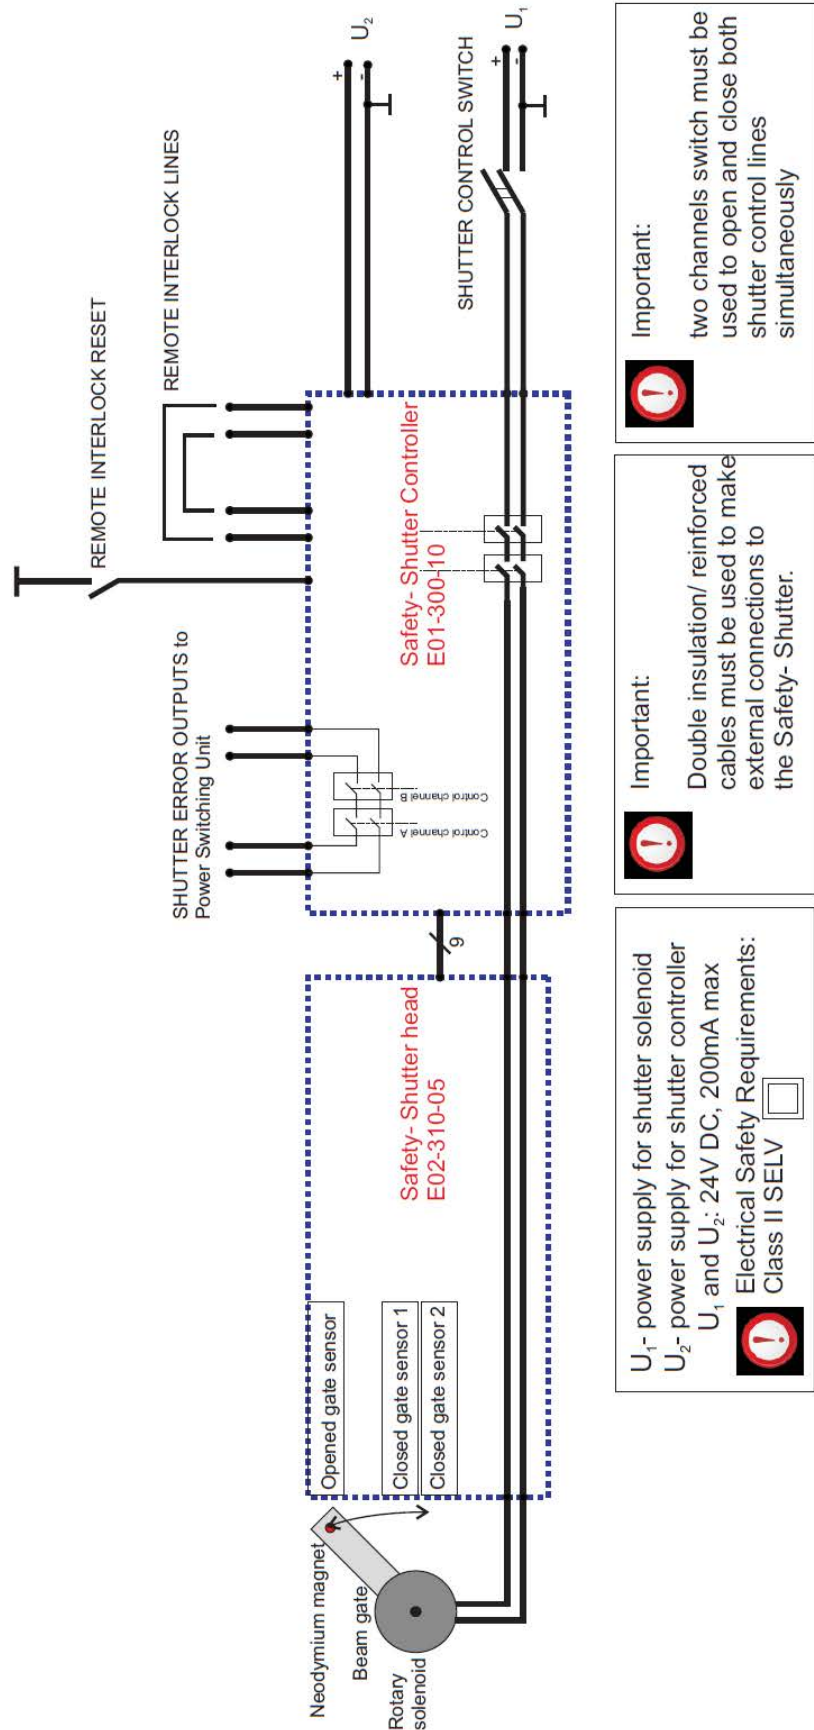 REMOTE INTERLOCK RESET
REMOTE INTERLOCK LINES
SHUTTER ERROR OUTPUTS to
Power Switching Unit
+
-
U₂
SHUTTER CONTROL SWITCH
+
-
U₁
Neodymium magnet
Beam gate
Rotary
solenoid
Opened gate sensor
Closed gate sensor 1
Closed gate sensor 2
Safety- Shutter head
E02-310-05
9
Control channel A
Control channel B
Safety- Shutter Controller
E01-300-10
U₁- power supply for shutter solenoid
U₂- power supply for shutter controller
U₁ and U₂: 24V DC, 200mA max
Electrical Safety Requirements:
Class II SELV
!
Important:
Double insulation/ reinforced
cables must be used to make
external connections to
the Safety- Shutter.
!
Important:
two channels switch must be
used to open and close both
shutter control lines
simultaneously
!